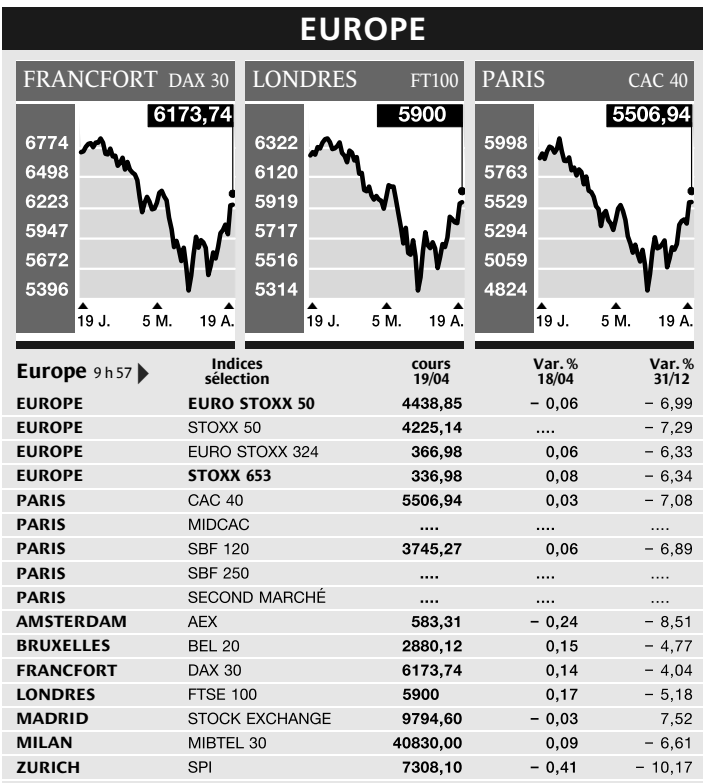 EUROPE
FRANCFORT DAX 30
6173,74
6774
6498
6223
5947
5672
5396
19 J. 5 M. 19 A.
LONDRES FT100
5900
6322
6120
5919
5717
5516
5314
19 J. 5 M. 19 A.
PARIS CAC 40
5506,94
5998
5763
5529
5294
5059
4824
19 J. 5 M. 19 A.
Europe 9 h 57 Indices sélection cours 19/04 Var. % 18/04 Var. % 31/12
EUROPE EURO STOXX 50 4438,85 – 0,06 – 6,99
EUROPE STOXX 50 4225,14 .... – 7,29
EUROPE EURO STOXX 324 366,98 0,06 – 6,33
EUROPE STOXX 653 336,98 0,08 – 6,34
PARIS CAC 40 5506,94 0,03 – 7,08
PARIS MIDCAC .... .... ....
PARIS SBF 120 3745,27 0,06 – 6,89
PARIS SBF 250 .... .... ....
PARIS SECOND MARCHÉ .... .... ....
AMSTERDAM AEX 583,31 – 0,24 – 8,51
BRUXELLES BEL 20 2880,12 0,15 – 4,77
FRANCFORT DAX 30 6173,74 0,14 – 4,04
LONDRES FTSE 100 5900 0,17 – 5,18
MADRID STOCK EXCHANGE 9794,60 – 0,03 7,52
MILAN MIBTEL 30 40830,00 0,09 – 6,61
ZURICH SPI 7308,10 – 0,41 – 10,17